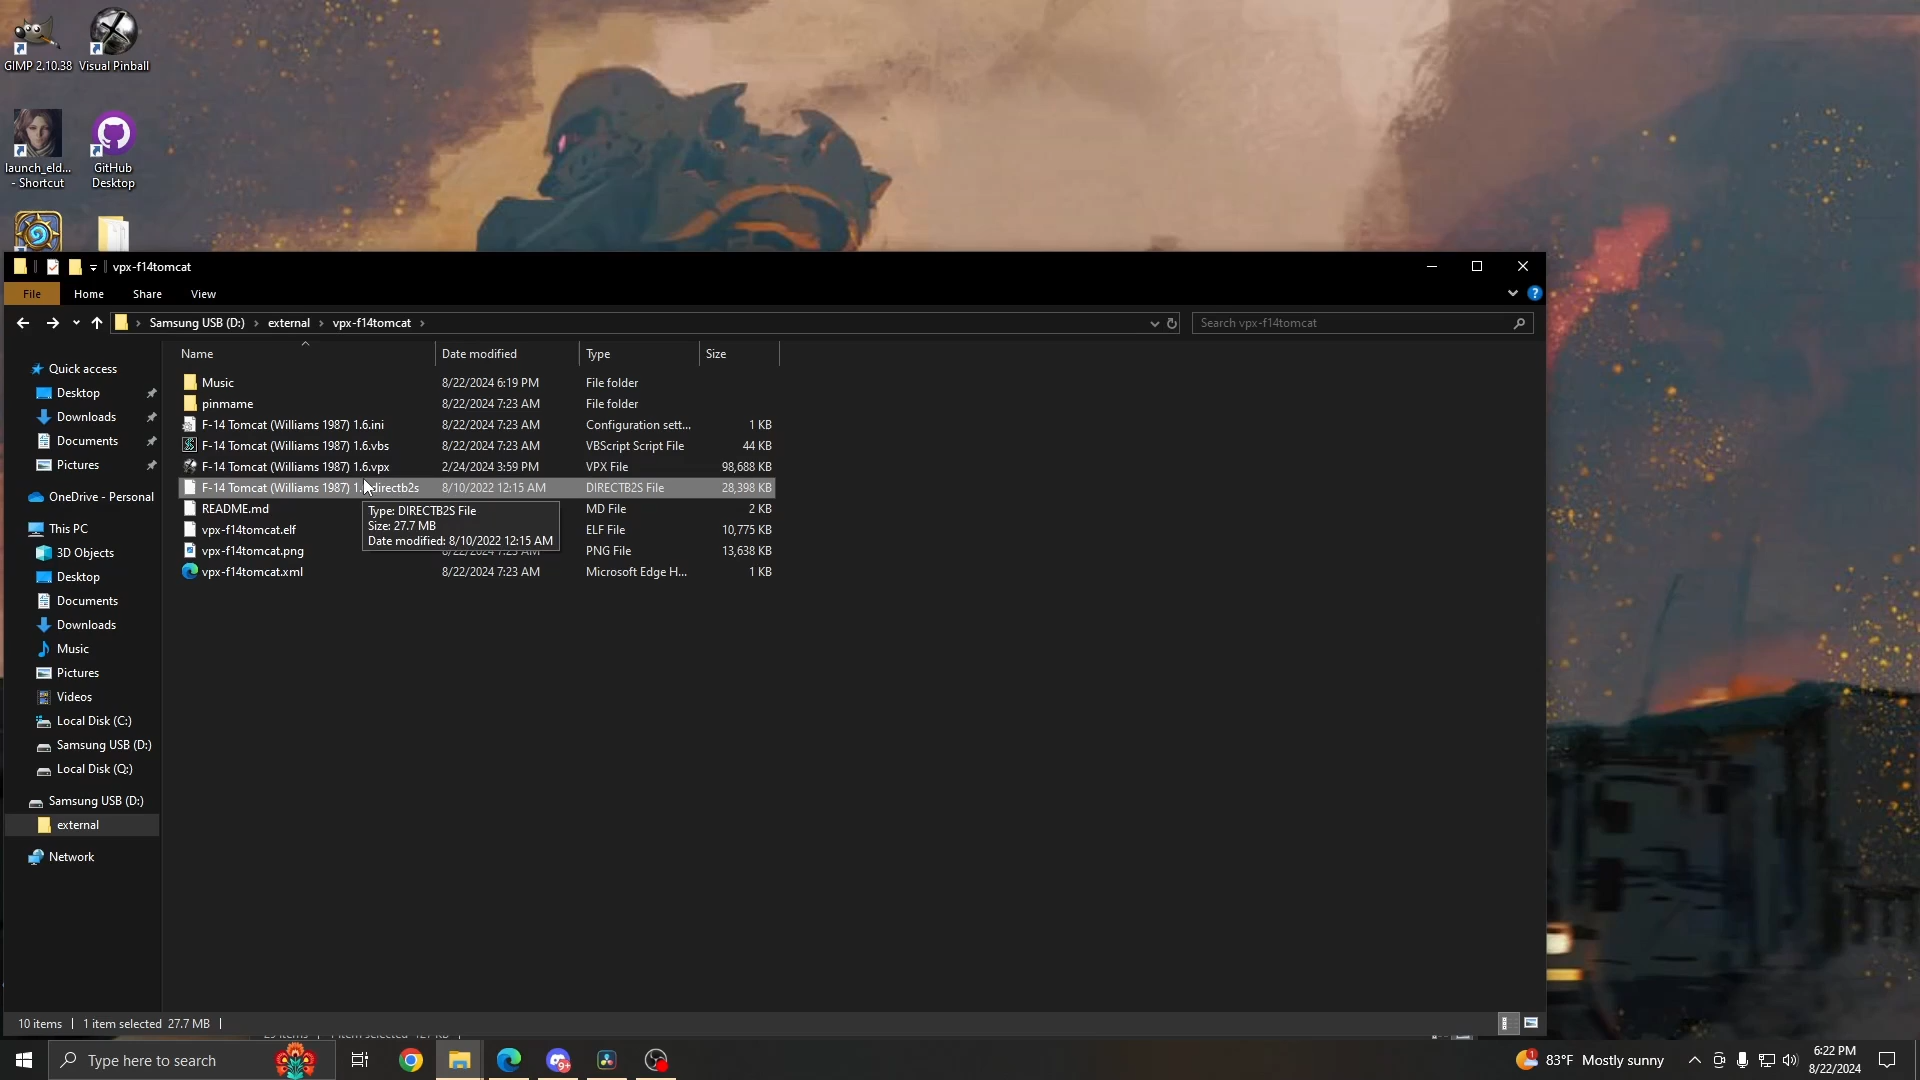 GIMP 2.10.38
Visual Pinball
launch_eld...
- Shortcut
GitHub
Desktop
vpx-f14tomcat
File
Home
Share
View
Samsung USB (D:)
external
vpx-f14tomcat
Search vpx-f14tomcat
Name
Date modified
Type
Size
Music
8/22/2024 6:19 PM
File folder
pinmame
8/22/2024 7:23 AM
File folder
F-14 Tomcat (Williams 1987) 1.6.ini
8/22/2024 7:23 AM
Configuration sett...
1 KB
F-14 Tomcat (Williams 1987) 1.6.vbs
8/22/2024 7:23 AM
VBScript Script File
44 KB
F-14 Tomcat (Williams 1987) 1.6.vpx
2/24/2024 3:59 PM
VPX File
98,688 KB
F-14 Tomcat (Williams 1987) 1. directb2s
8/10/2022 12:15 AM
DIRECTB2S File
28,398 KB
README.md
MD File
2 KB
vpx-f14tomcat.elf
ELF File
10,775 KB
vpx-f14tomcat.png
8/22/2024 7:23 AM
PNG File
13,638 KB
vpx-f14tomcat.xml
8/22/2024 7:23 AM
Microsoft Edge H...
1 KB
Type: DIRECTB2S File
Size: 27.7 MB
Date modified: 8/10/2022 12:15 AM
Quick access
Desktop
Downloads
Documents
Pictures
OneDrive - Personal
This PC
3D Objects
Desktop
Documents
Downloads
Music
Pictures
Videos
Local Disk (C:)
Samsung USB (D:)
Local Disk (Q:)
Samsung USB (D:)
external
Network
10 items
1 item selected 27.7 MB
Type here to search
9+
1
83°F Mostly sunny
6:22 PM
8/22/2024